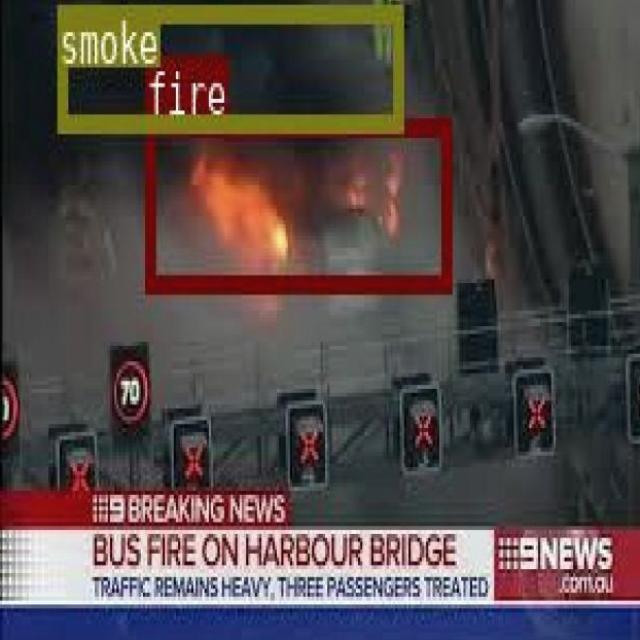 smoke
fire
70
X X X X X
9 BREAKING NEWS
BUS FIRE ON HARBOUR BRIDGE
TRAFFIC REMAINS HEAVY, THREE PASSENGERS TREATED
9NEWS
.com.au